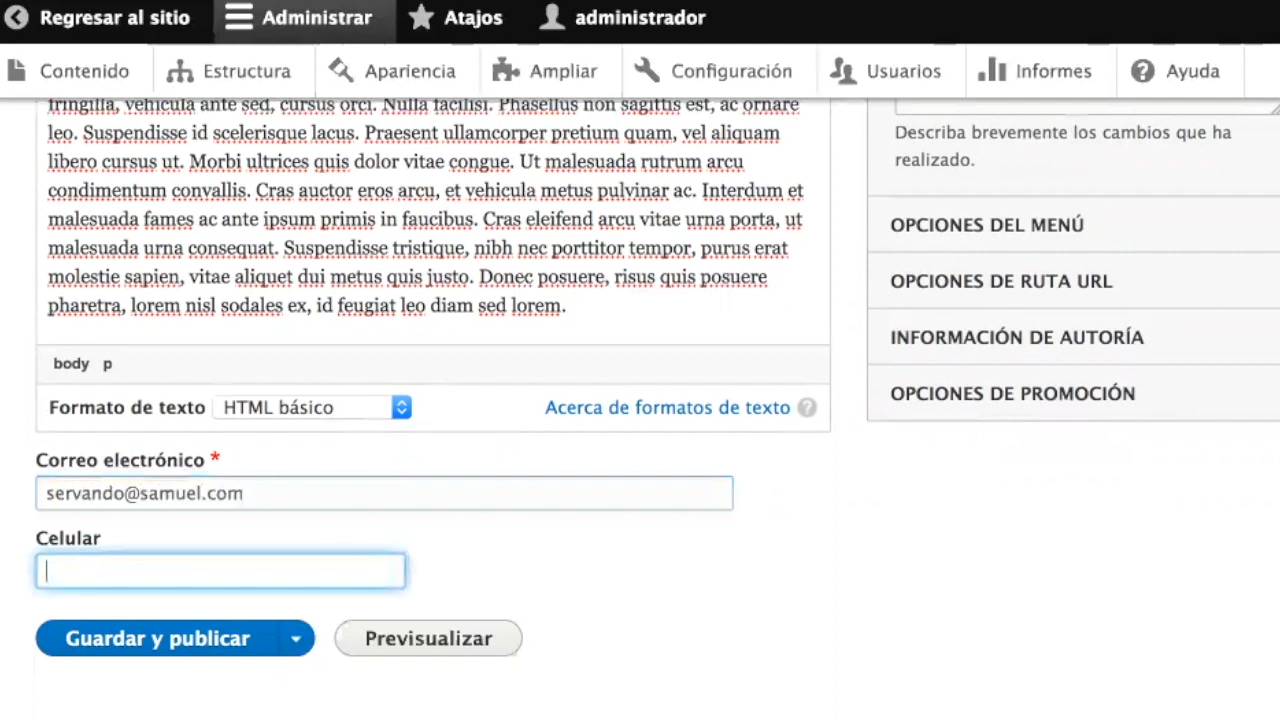 Regresar al sitio Administrar Atajos administrador
Contenido Estructura Apariencia Ampliar Configuración Usuarios Informes Ayuda
fringilla, vehicula ante sed, cursus orci. Nulla facilisi. Phasellus non sagittis est, ac ornare
leo. Suspendisse id scelerisque lacus. Praesent ullamcorper pretium quam, vel aliquam
libero cursus ut. Morbi ultrices quis dolor vitae congue. Ut malesuada rutrum arcu
condimentum convallis. Cras auctor eros arcu, et vehicula metus pulvinar ac. Interdum et
malesuada fames ac ante ipsum primis in faucibus. Cras eleifend arcu vitae urna porta, ut
malesuada urna consequat. Suspendisse tristique, nibh nec porttitor tempor, purus erat
molestie sapien, vitae aliquet dui metus quis justo. Donec posuere, risus quis posuere
pharetra, lorem nisl sodales ex, id feugiat leo diam sed lorem.
body p
Formato de texto HTML básico Acerca de formatos de texto ?
Correo electrónico *
servando@samuel.com
Celular
Guardar y publicar Previsualizar
Describa brevemente los cambios que ha
realizado.
OPCIONES DEL MENÚ
OPCIONES DE RUTA URL
INFORMACIÓN DE AUTORÍA
OPCIONES DE PROMOCIÓN